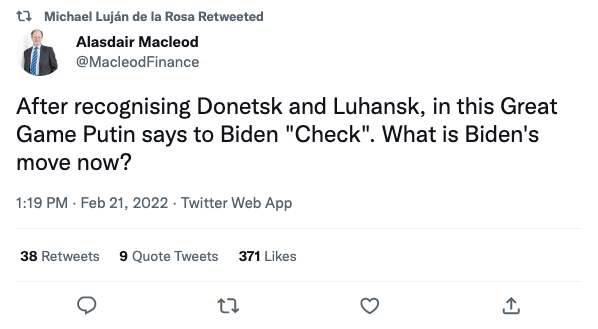 Michael Luján de la Rosa Retweeted
Alasdair Macleod
@MacleodFinance
After recognising Donetsk and Luhansk, in this Great
Game Putin says to Biden "Check". What is Biden's
move now?
1:19 PM · Feb 21, 2022 · Twitter Web App
38 Retweets 9 Quote Tweets 371 Likes